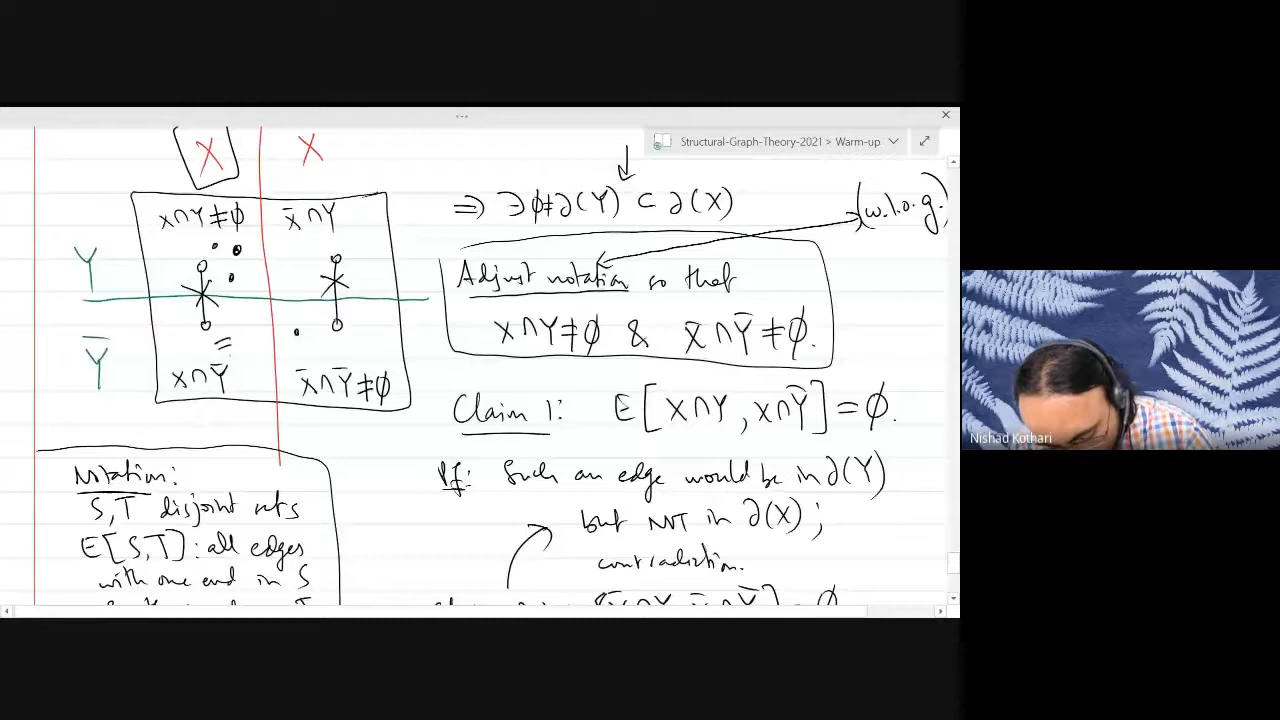 Structural-Graph-Theory-2021 > Warm-up
X X
X∩Y≠∅ X̄∩Y
Y
Ȳ
X∩Ȳ X̄∩Ȳ≠∅
⇒ ∃ ∅≠∂(Y) ⊂ ∂(X)
(w.l.o.g.)
Adjust notation so that
X∩Y≠∅ & X̄∩Ȳ≠∅.
Claim 1: E[X∩Y, X∩Ȳ] = ∅.
Pf: Such an edge would be in ∂(Y)
but NOT in ∂(X);
contradiction.
Notation:
S, T disjoint sets
E[S,T]: all edges
with one end in S
Nishad Kothari